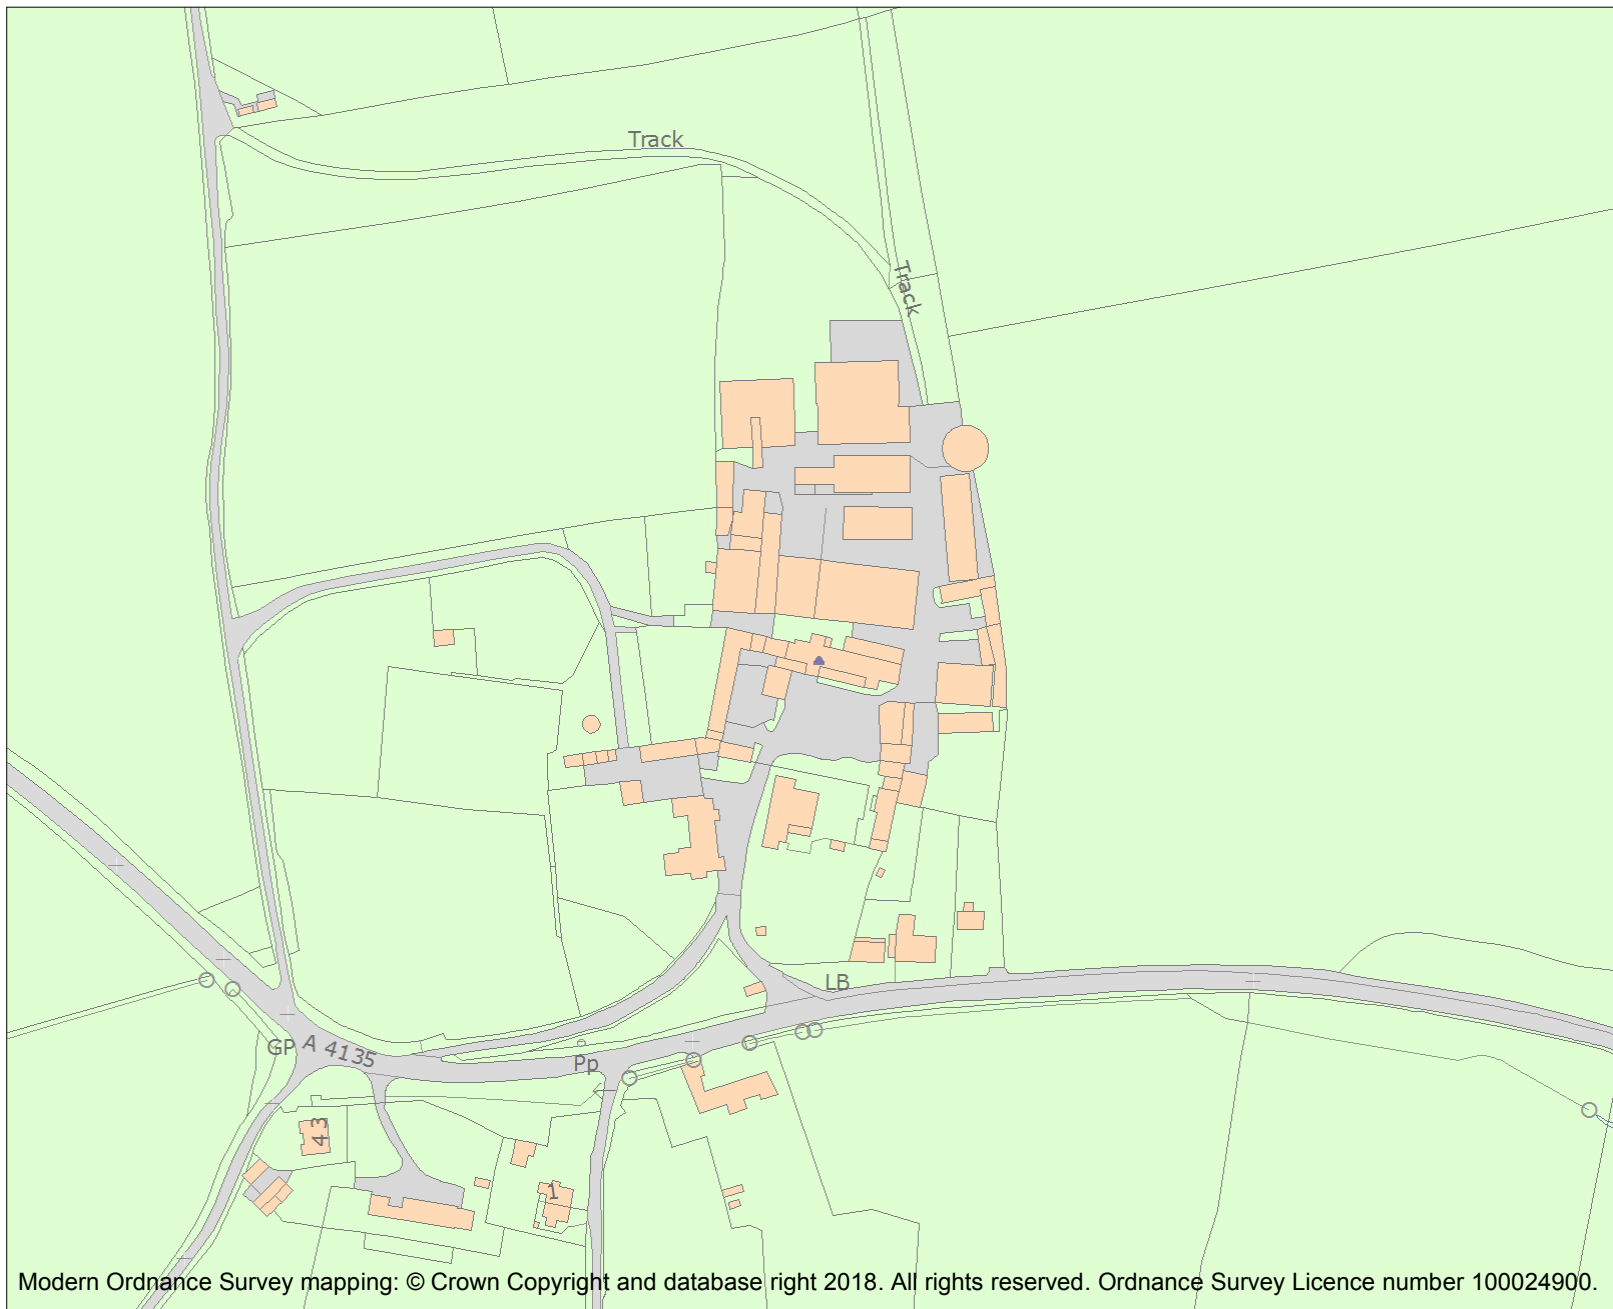 Track
Track
LB
GP
A 4135
Pp
43
1
Modern Ordnance Survey mapping: © Crown Copyright and database right 2018. All rights reserved. Ordnance Survey Licence number 100024900.